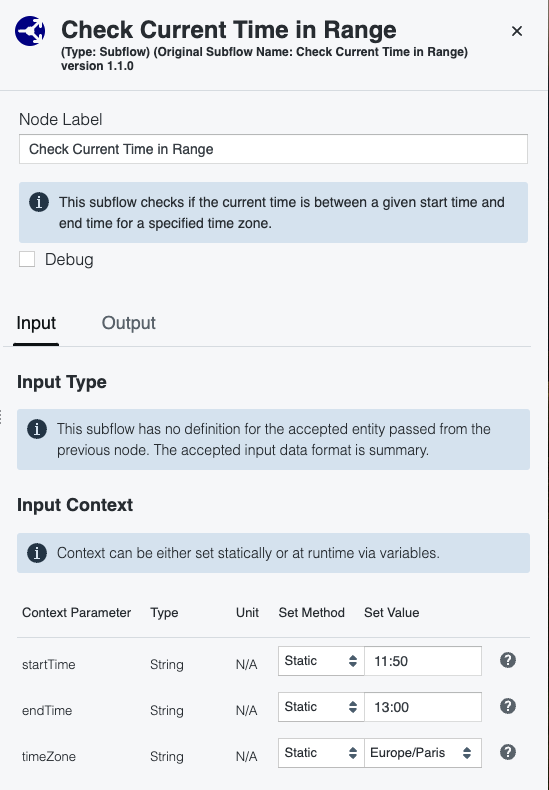 Check Current Time in Range
(Type: Subflow) (Original Subflow Name: Check Current Time in Range)
version 1.1.0
Node Label
Check Current Time in Range
This subflow checks if the current time is between a given start time and
end time for a specified time zone.
Debug
Input Output
Input Type
This subflow has no definition for the accepted entity passed from the
previous node. The accepted input data format is summary.
Input Context
Context can be either set statically or at runtime via variables.
Context Parameter Type Unit Set Method Set Value
startTime String N/A Static 11:50
endTime String N/A Static 13:00
timeZone String N/A Static Europe/Paris